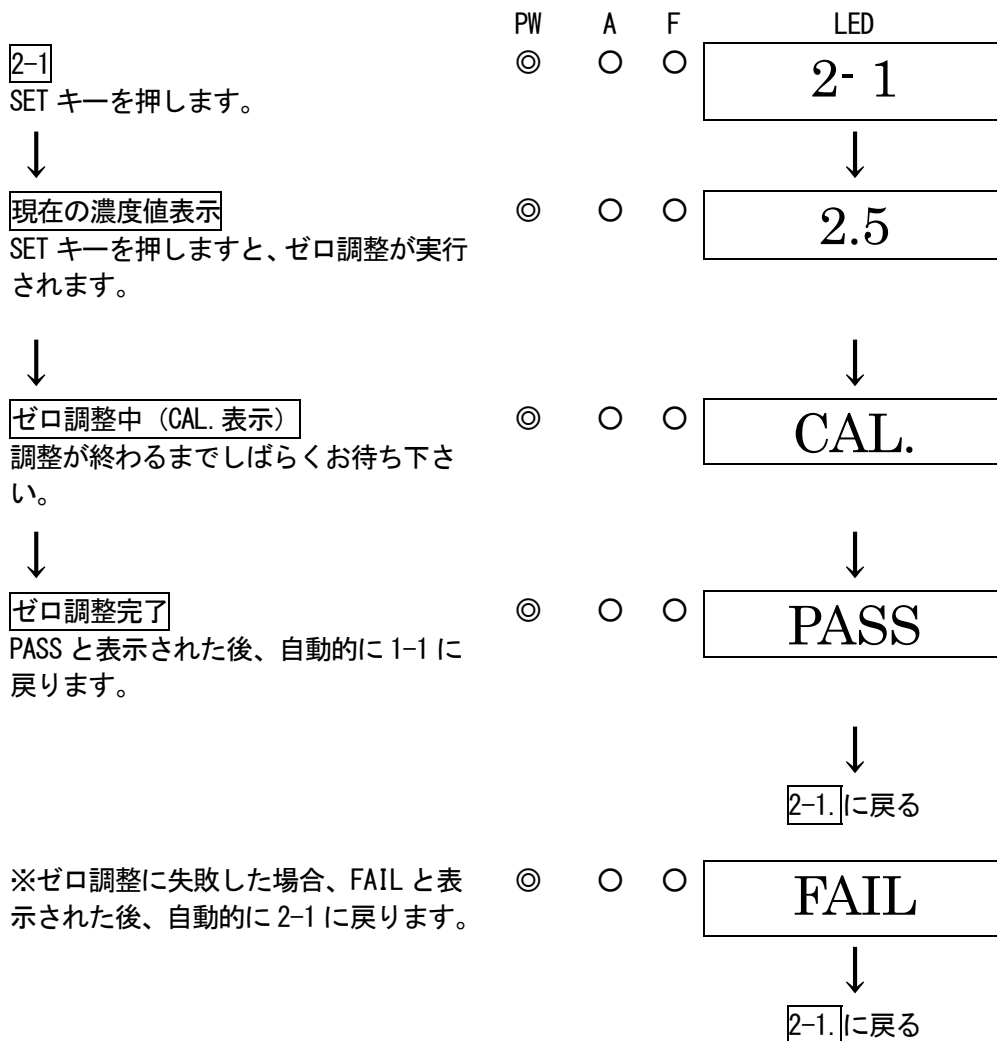 PW A F LED
2-1 ◎ ○ ○ 2- 1
SET キーを押します。
↓ ↓
現在の濃度値表示 ◎ ○ ○ 2.5
SET キーを押しますと、ゼロ調整が実行
されます。
↓ ↓
ゼロ調整中（CAL. 表示） ◎ ○ ○ CAL.
調整が終わるまでしばらくお待ち下さ
い。
↓ ↓
ゼロ調整完了 ◎ ○ ○ PASS
PASS と表示された後、自動的に 1-1 に
戻ります。
↓
2-1. に戻る
※ゼロ調整に失敗した場合、FAIL と表 ◎ ○ ○ FAIL
示された後、自動的に 2-1 に戻ります。
↓
2-1. に戻る